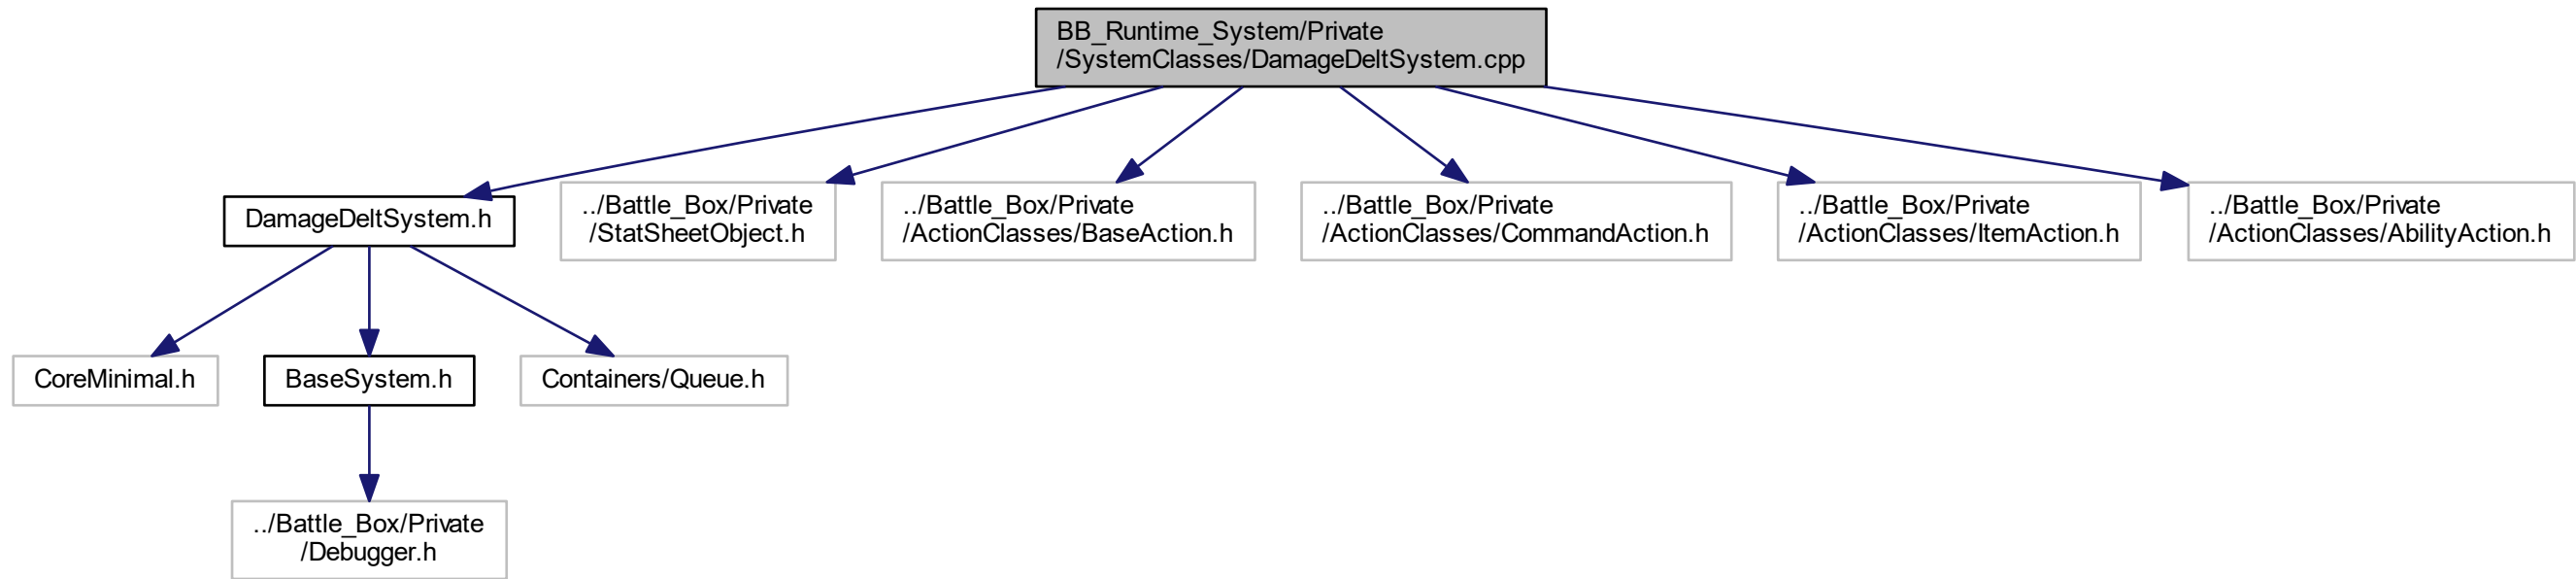 BB_Runtime_System/Private
/SystemClasses/DamageDeltSystem.cpp
DamageDeltSystem.h
../Battle_Box/Private
/StatSheetObject.h
../Battle_Box/Private
/ActionClasses/BaseAction.h
../Battle_Box/Private
/ActionClasses/CommandAction.h
../Battle_Box/Private
/ActionClasses/ItemAction.h
../Battle_Box/Private
/ActionClasses/AbilityAction.h
CoreMinimal.h
BaseSystem.h
Containers/Queue.h
../Battle_Box/Private
/Debugger.h